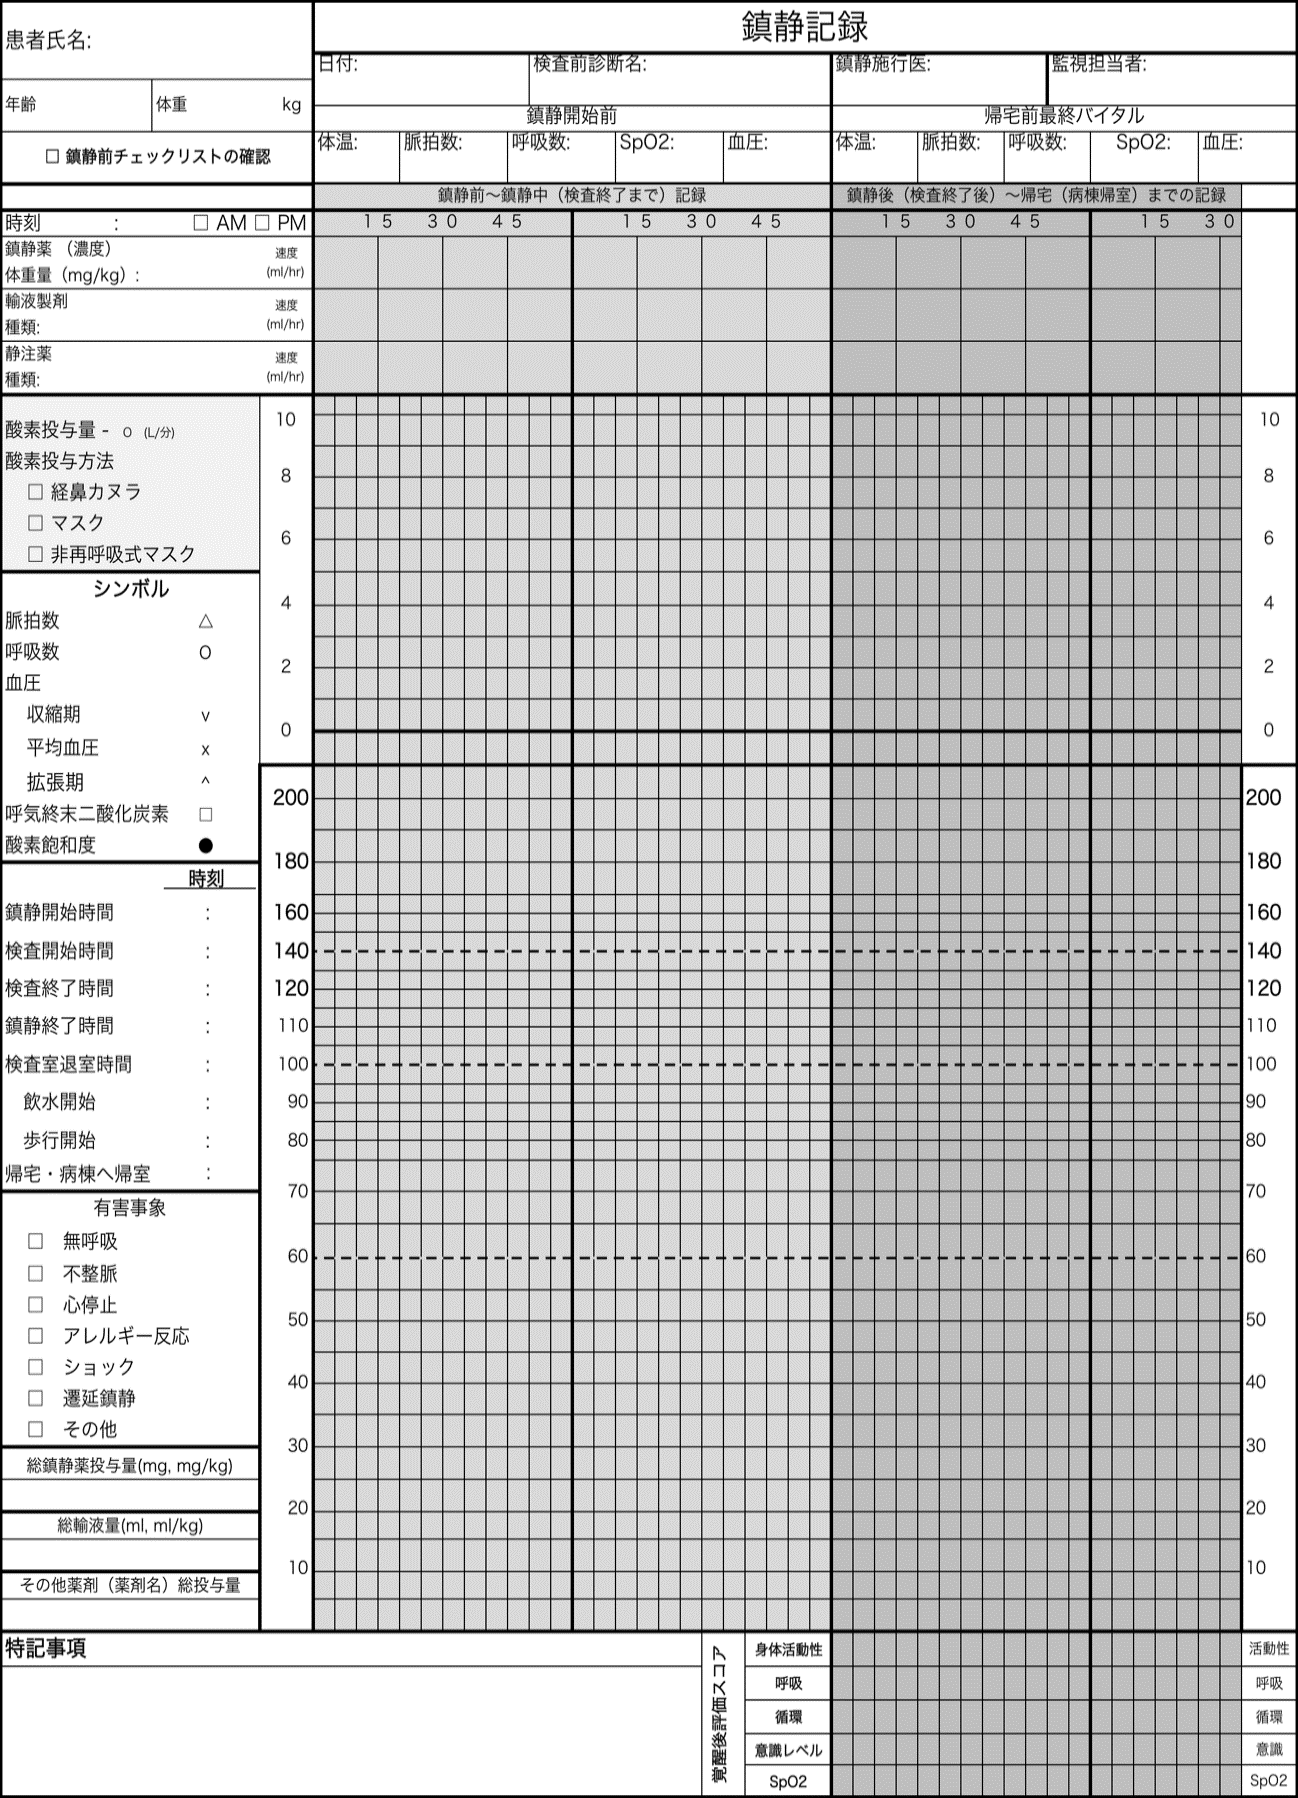 鎮静記録
患者氏名:
日付: 検査前診断名: 鎮静施行医: 監視担当者:
年齢 体重 kg
鎮静開始前 帰宅前最終バイタル
□ 鎮静前チェックリストの確認
体温: 脈拍数: 呼吸数: SpO2: 血圧: 体温: 脈拍数: 呼吸数: SpO2: 血圧:
鎮静前～鎮静中（検査終了まで）記録 鎮静後（検査終了後）～帰宅（病棟帰室）までの記録
時刻 : □ AM □ PM 15 30 45 15 30 45 15 30 45 15 30
鎮静薬 （濃度） 速度
体重量（mg/kg）: (ml/hr)
輸液製剤 速度
種類: (ml/hr)
静注薬 速度
種類: (ml/hr)
酸素投与量 - o (L/分)
酸素投与方法
□ 経鼻カヌラ
□ マスク
□ 非再呼吸式マスク
シンボル
脈拍数 △
呼吸数 O
血圧
収縮期 v
平均血圧 x
拡張期 ^
呼気終末二酸化炭素 □
酸素飽和度 ●
時刻
鎮静開始時間 :
検査開始時間 :
検査終了時間 :
鎮静終了時間 :
検査室退室時間 :
飲水開始 :
歩行開始 :
帰宅・病棟へ帰室 :
有害事象
□ 無呼吸
□ 不整脈
□ 心停止
□ アレルギー反応
□ ショック
□ 遷延鎮静
□ その他
総鎮静薬投与量(mg, mg/kg)
総輸液量(ml, ml/kg)
その他薬剤（薬剤名）総投与量
10 10
8 8
6 6
4 4
2 2
0 0
200 200
180 180
160 160
140 140
120 120
110 110
100 100
90 90
80 80
70 70
60 60
50 50
40 40
30 30
20 20
10 10
特記事項
覚醒後評価スコア
身体活動性 活動性
呼吸 呼吸
循環 循環
意識レベル 意識
SpO2 SpO2